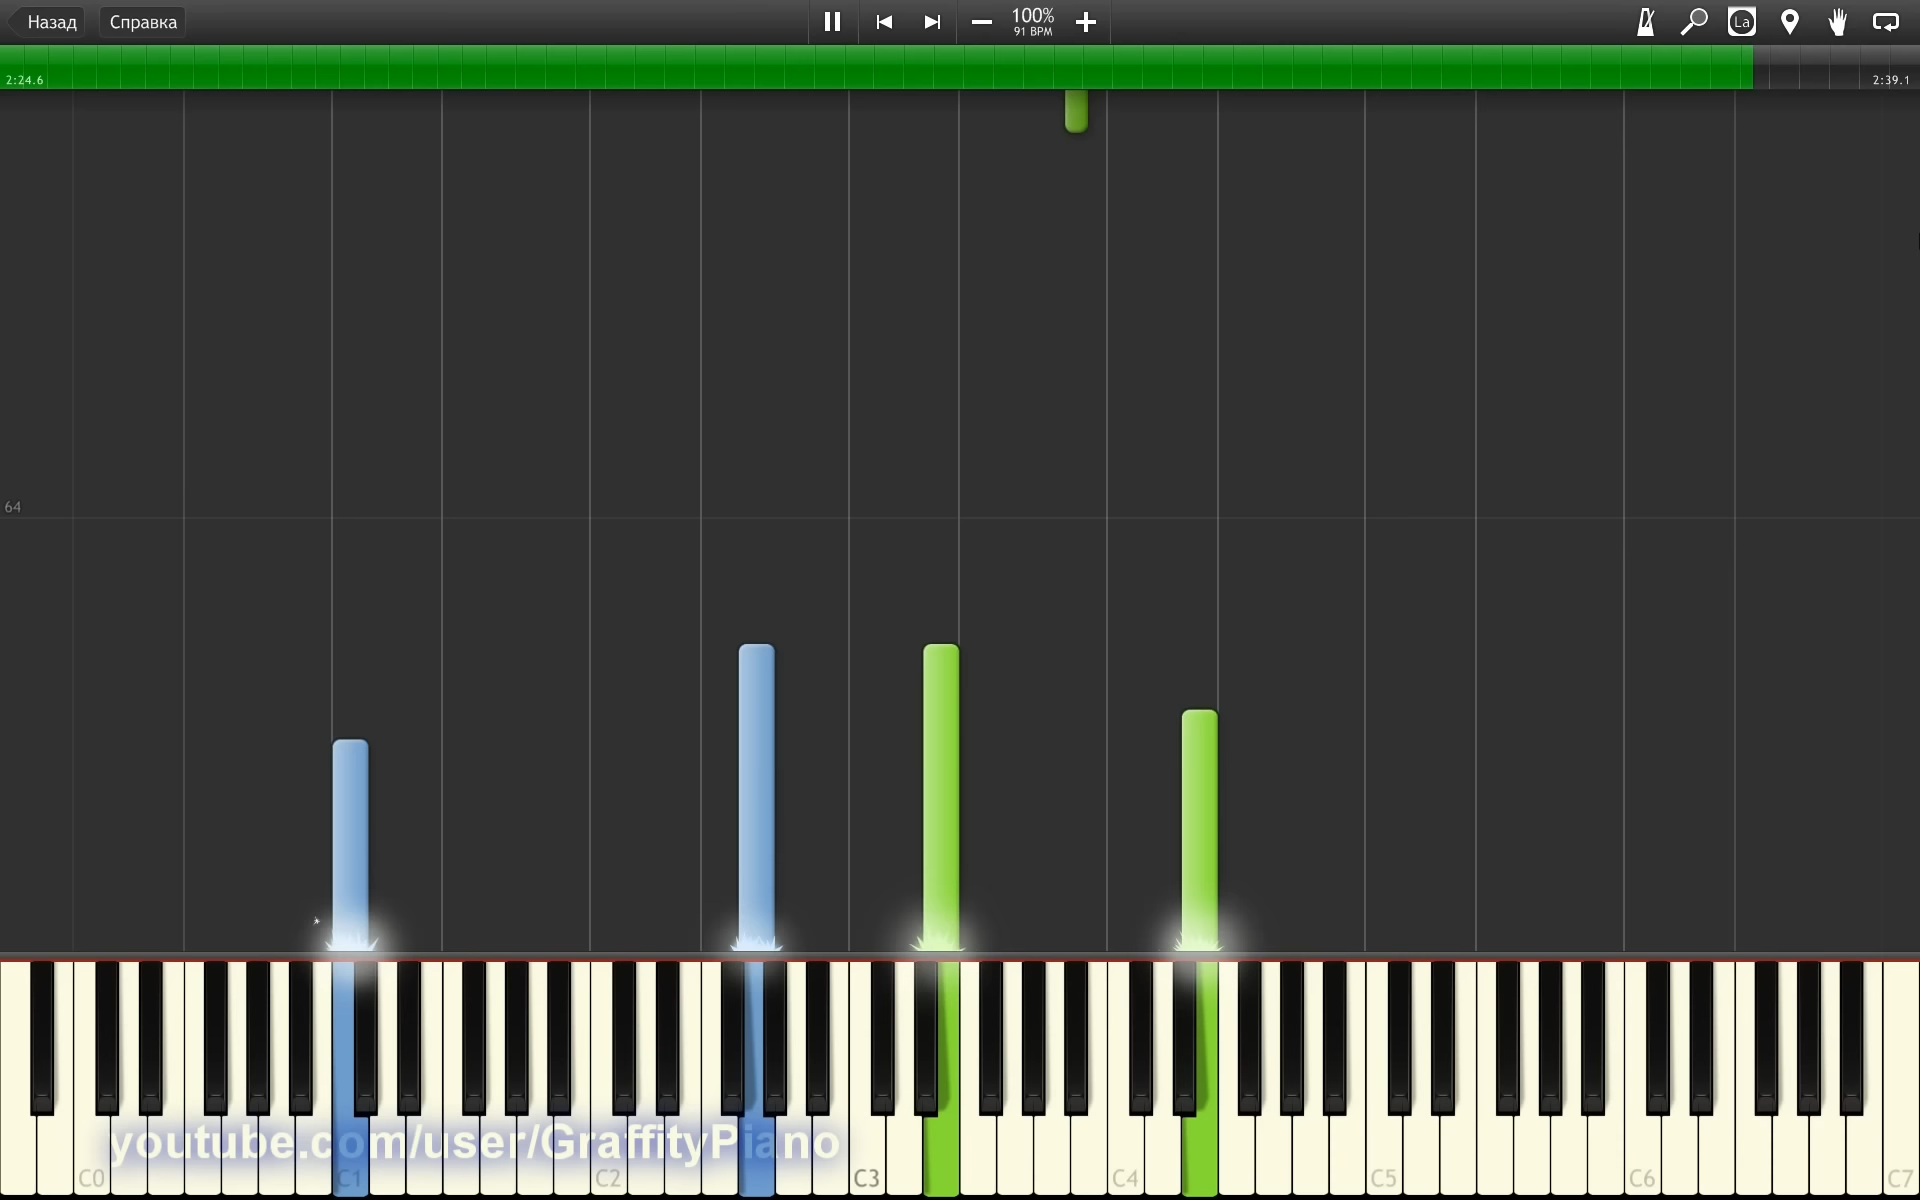 Назад Справка 100% La
91 BPM
2:24.6 2:39.1
64
youtube.com/user/GraffityPiano
C0 C1 C2 C3 C4 C5 C6 C7